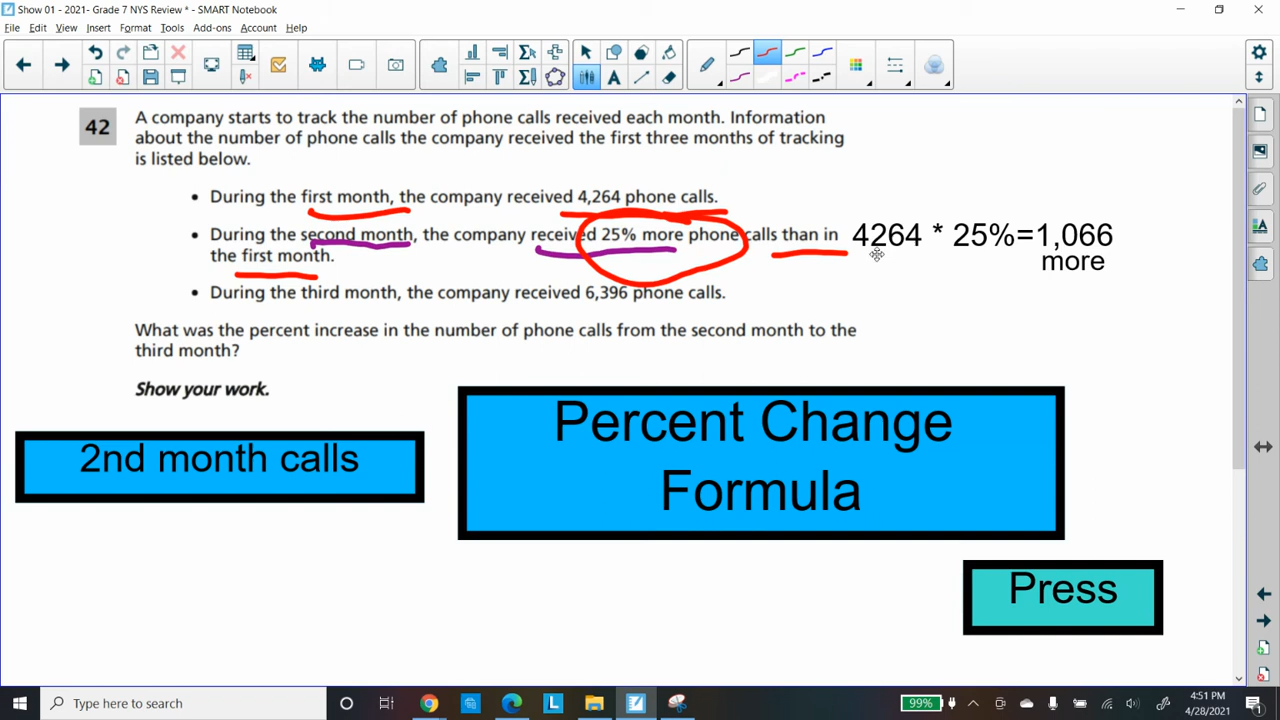 Show 01 - 2021- Grade 7 NYS Review * - SMART Notebook
File Edit View Insert Format Tools Add-ons Account Help
42
A company starts to track the number of phone calls received each month. Information
about the number of phone calls the company received the first three months of tracking
is listed below.
• During the first month, the company received 4,264 phone calls.
• During the second month, the company received 25% more phone calls than in
the first month.
4264 * 25%=1,066
more
• During the third month, the company received 6,396 phone calls.
What was the percent increase in the number of phone calls from the second month to the
third month?
Show your work.
2nd month calls
Percent Change
Formula
Press
Type here to search
99%
4:51 PM
4/28/2021
1